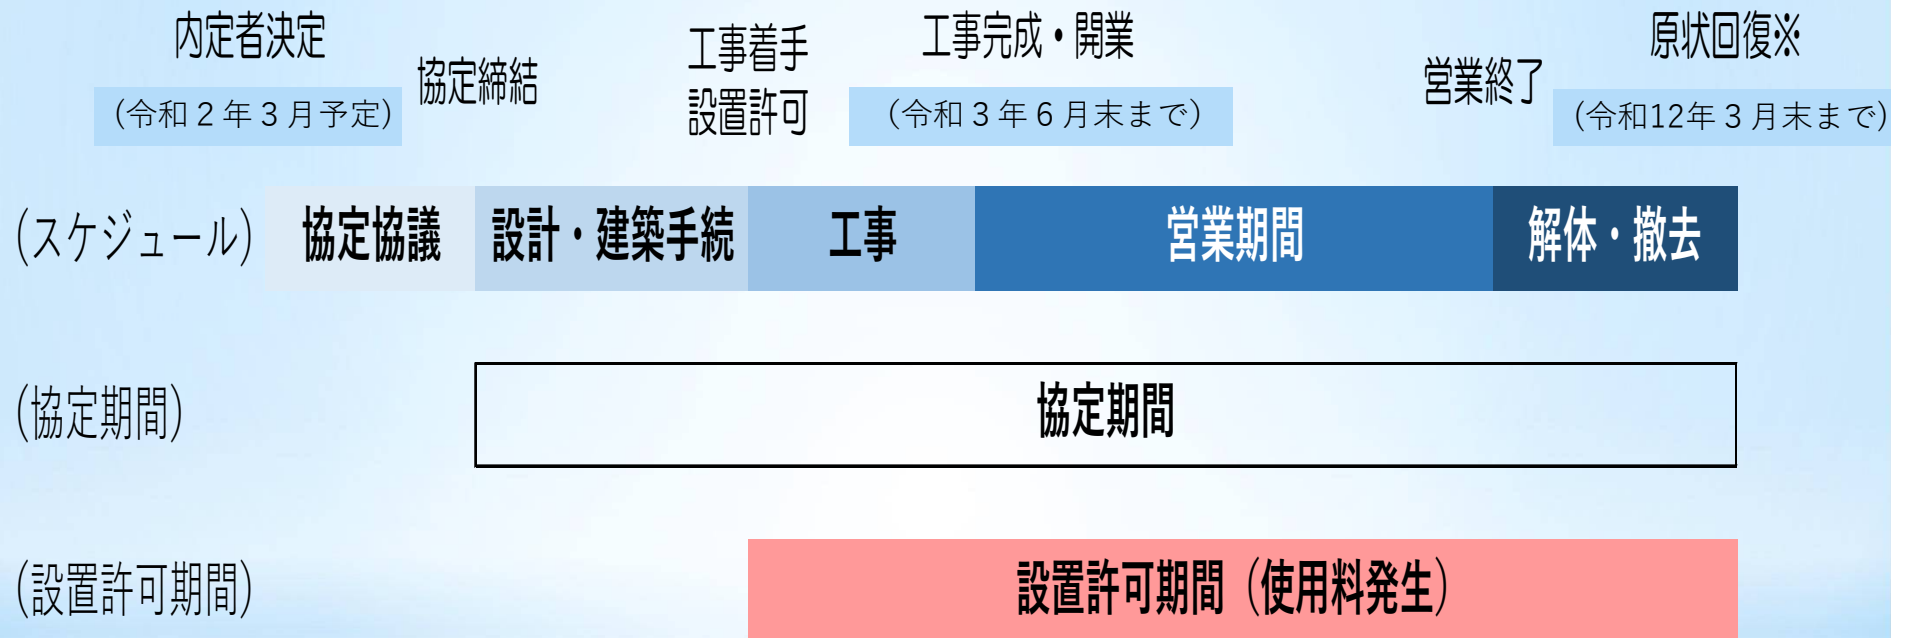 内定者決定
(令和２年３月予定)
協定締結
工事着手
設置許可
工事完成・開業
(令和３年６月末まで)
営業終了
原状回復※
(令和12年３月末まで)
(スケジュール)
協定協議
設計・建築手続
工事
営業期間
解体・撤去
(協定期間)
協定期間
(設置許可期間)
設置許可期間（使用料発生）